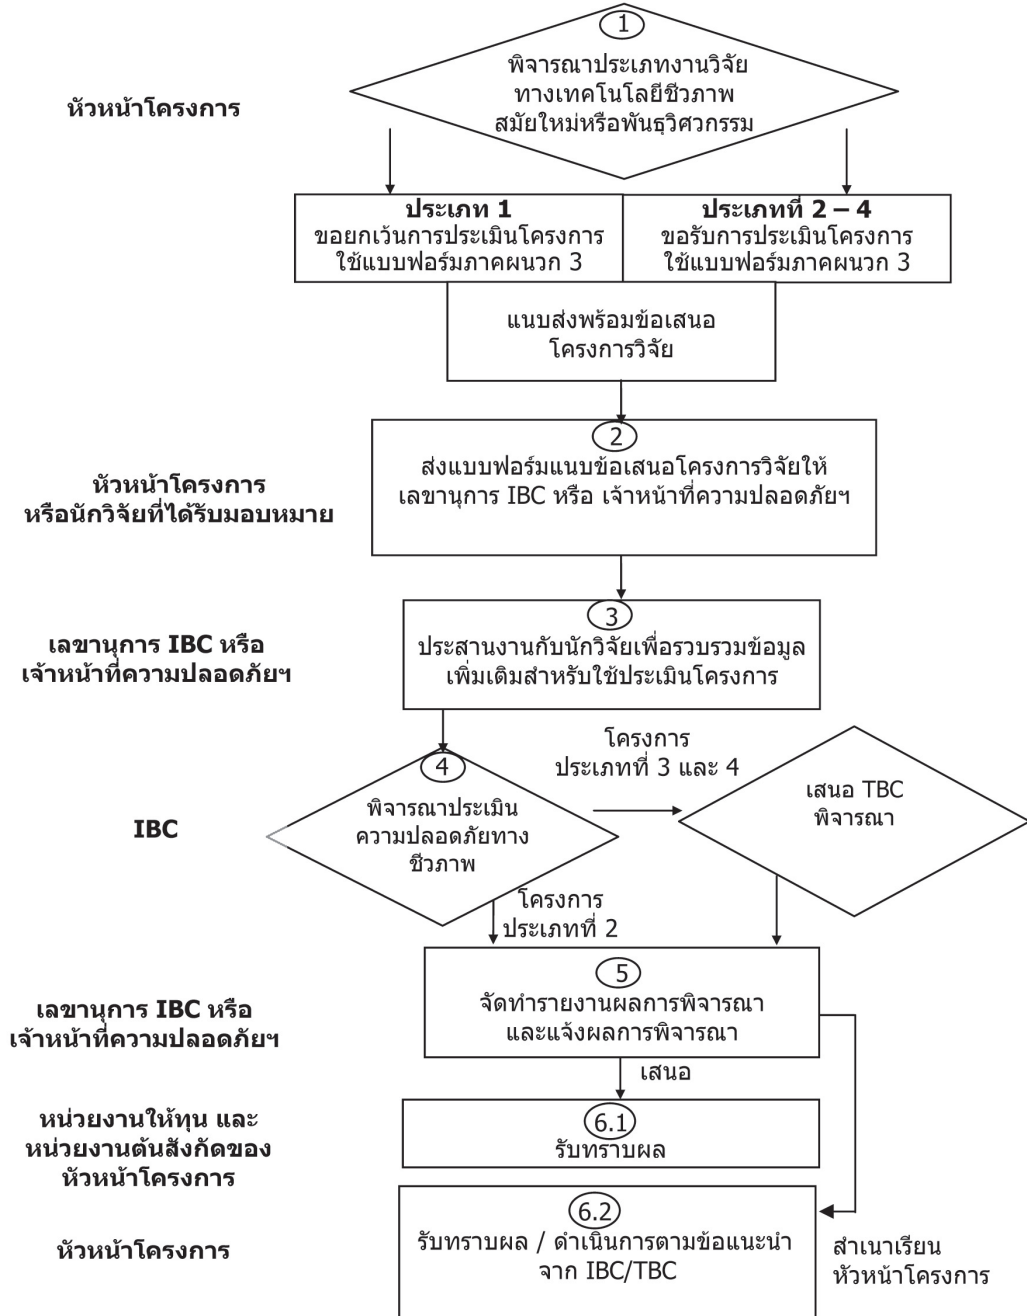 1
พิจารณาประเภทงานวิจัย
ทางเทคโนโลยีชีวภาพ
สมัยใหม่หรือพันธุวิศวกรรม
หัวหน้าโครงการ
ประเภท 1
ขอยกเว้นการประเมินโครงการ
ใช้แบบฟอร์มภาคผนวก 3
ประเภทที่ 2 – 4
ขอรับการประเมินโครงการ
ใช้แบบฟอร์มภาคผนวก 3
แนบส่งพร้อมข้อเสนอ
โครงการวิจัย
2
ส่งแบบฟอร์มแนบข้อเสนอโครงการวิจัยให้
เลขานุการ IBC หรือ เจ้าหน้าที่ความปลอดภัยฯ
หัวหน้าโครงการ
หรือนักวิจัยที่ได้รับมอบหมาย
3
ประสานงานกับนักวิจัยเพื่อรวบรวมข้อมูล
เพิ่มเติมสำหรับใช้ประเมินโครงการ
เลขานุการ IBC หรือ
เจ้าหน้าที่ความปลอดภัยฯ
4
พิจารณาประเมิน
ความปลอดภัยทาง
ชีวภาพ
IBC
โครงการ
ประเภทที่ 3 และ 4
เสนอ TBC
พิจารณา
โครงการ
ประเภทที่ 2
5
จัดทำรายงานผลการพิจารณา
และแจ้งผลการพิจารณา
เลขานุการ IBC หรือ
เจ้าหน้าที่ความปลอดภัยฯ
เสนอ
6.1
รับทราบผล
หน่วยงานให้ทุน และ
หน่วยงานต้นสังกัดของ
หัวหน้าโครงการ
6.2
รับทราบผล / ดำเนินการตามข้อแนะนำ
จาก IBC/TBC
หัวหน้าโครงการ
สำเนาเรียน
หัวหน้าโครงการ